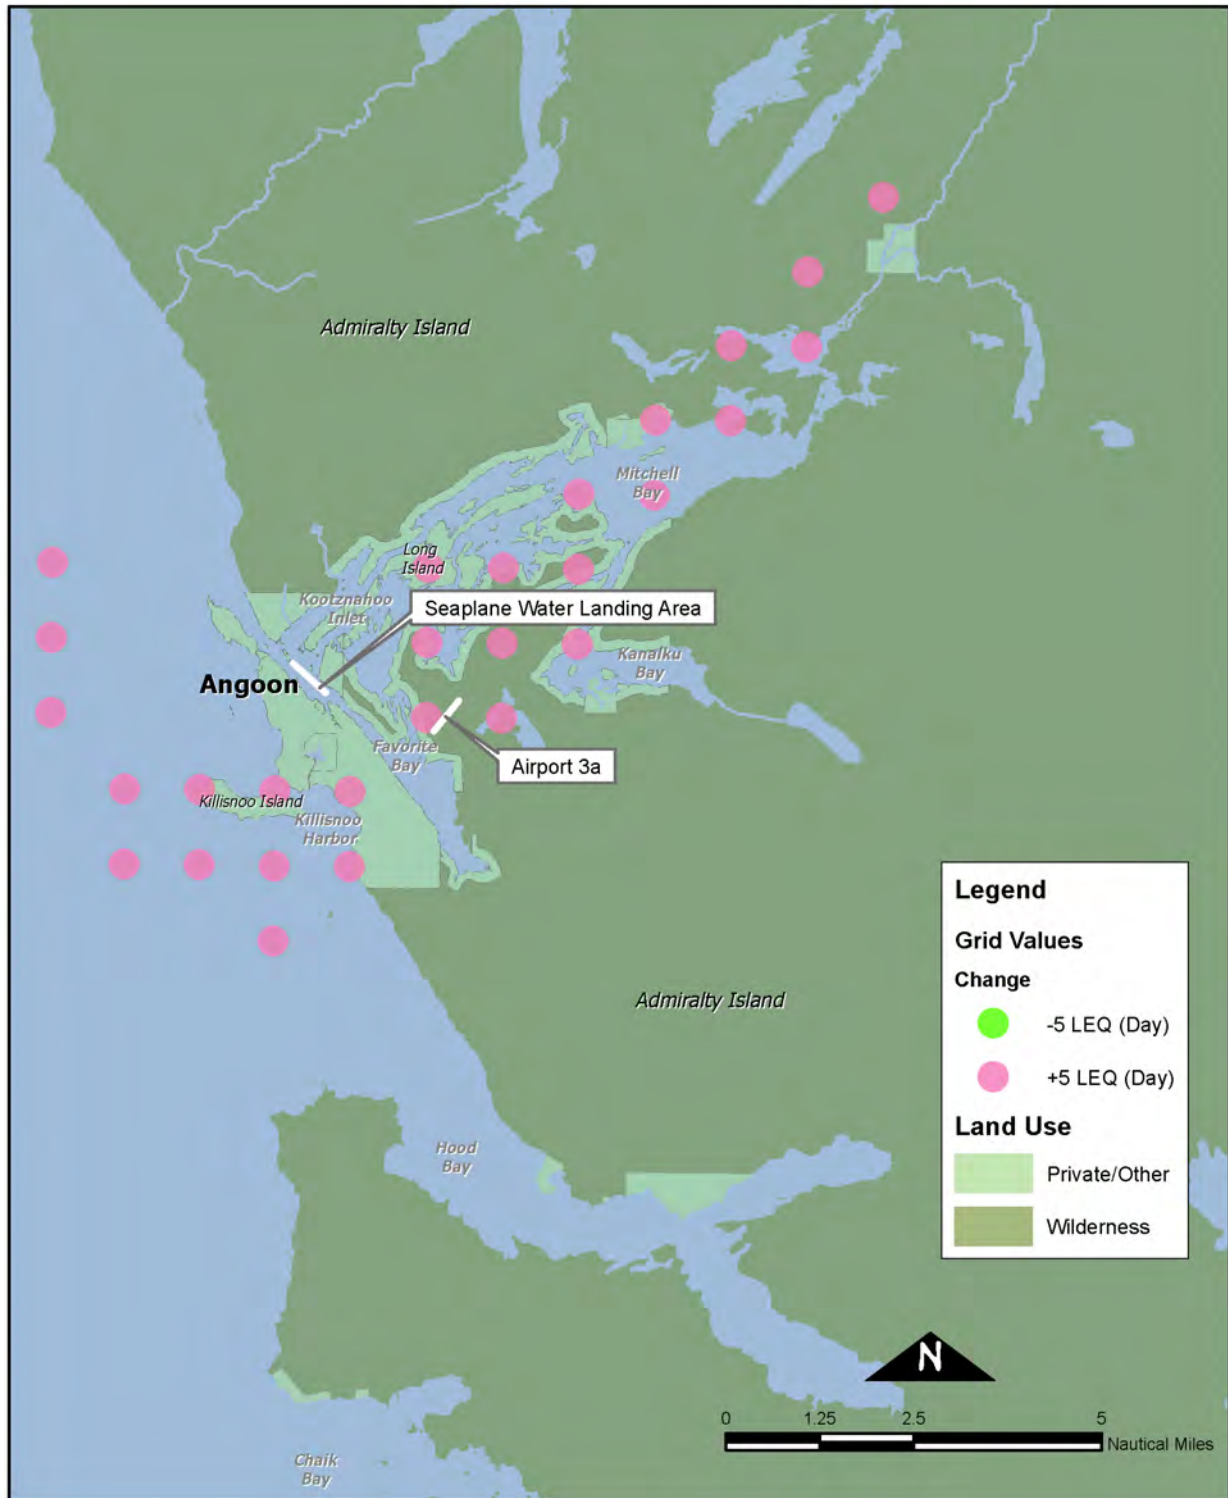 Admiralty Island
Mitchell
Bay
Long
Island
Kootznahoo
Inlet
Seaplane Water Landing Area
Kanalku
Bay
Angoon
Favorite
Bay
Airport 3a
Killisnoo Island
Killisnoo
Harbor
Legend
Grid Values
Change
-5 LEQ (Day)
+5 LEQ (Day)
Land Use
Private/Other
Wilderness
Admiralty Island
Hood
Bay
N
0 1.25 2.5 5
Nautical Miles
Chaik
Bay